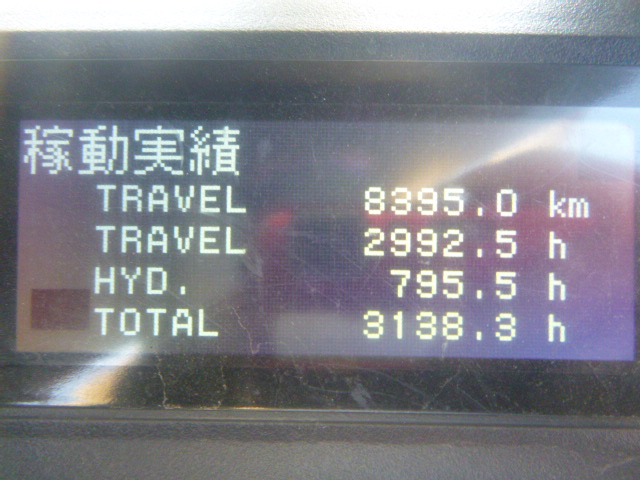 稼動実績
TRAVEL 8395.0 km
TRAVEL 2992.5 h
HYD. 795.5 h
TOTAL 3138.3 h